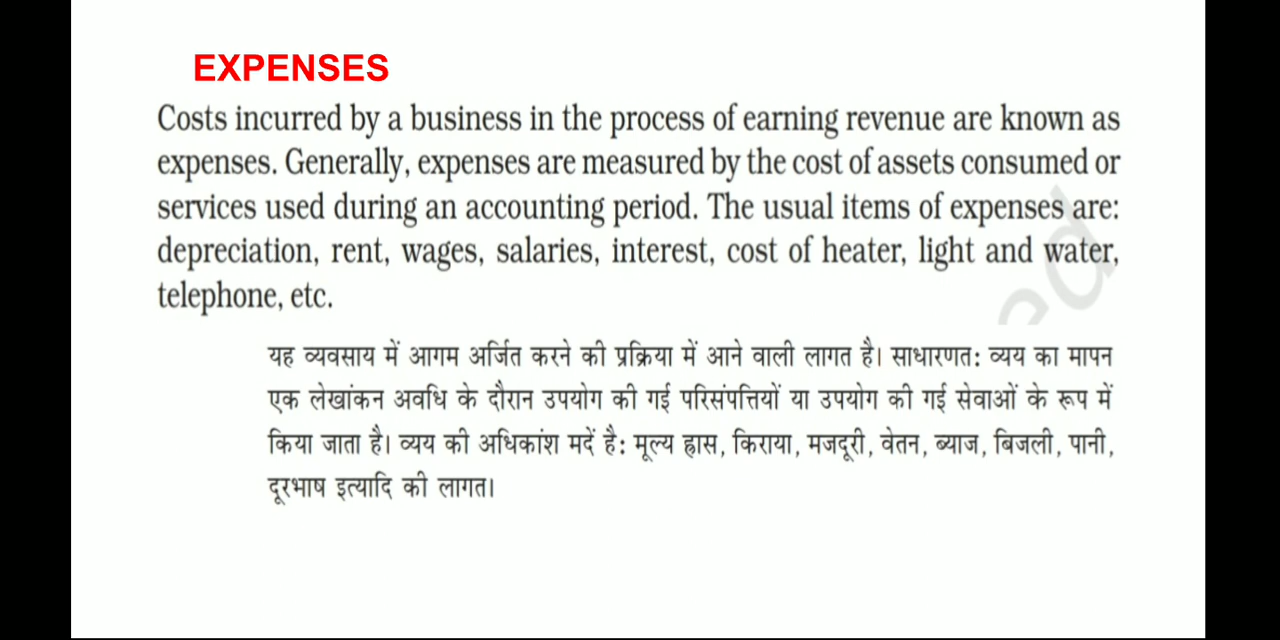 EXPENSES
Costs incurred by a business in the process of earning revenue are known as
expenses. Generally, expenses are measured by the cost of assets consumed or
services used during an accounting period. The usual items of expenses are:
depreciation, rent, wages, salaries, interest, cost of heater, light and water,
telephone, etc.
यह व्यवसाय में आगम अर्जित करने की प्रक्रिया में आने वाली लागत है। साधारणत: व्यय का मापन
एक लेखांकन अवधि के दौरान उपयोग की गई परिसंपत्तियों या उपयोग की गई सेवाओं के रूप में
किया जाता है। व्यय की अधिकांश मदें है: मूल्य ह्रास, किराया, मजदूरी, वेतन, ब्याज, बिजली, पानी,
दूरभाष इत्यादि की लागत।